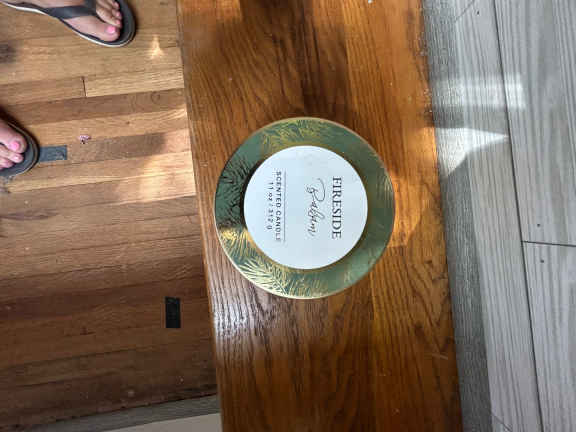 FIRESIDE
Balsam
SCENTED CANDLE
11 oz / 312 g